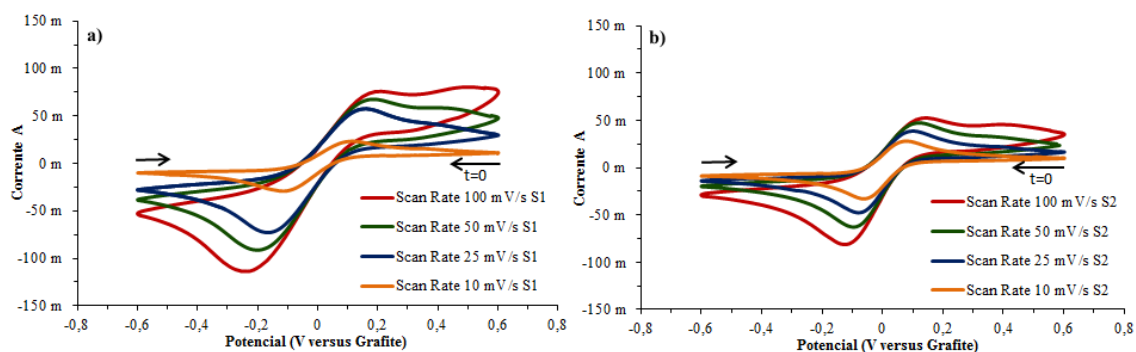 a)
Corrente A
150 m
100 m
50 m
0 m
-50 m
-100 m
-150 m
t=0
Scan Rate 100 mV/s S1
Scan Rate 50 mV/s S1
Scan Rate 25 mV/s S1
Scan Rate 10 mV/s S1
-0,8 -0,6 -0,4 -0,2 0 0,2 0,4 0,6 0,8
Potencial (V versus Grafite)
b)
Corrente A
150 m
100 m
50 m
0 m
-50 m
-100 m
-150 m
t=0
Scan Rate 100 mV/s S2
Scan Rate 50 mV/s S2
Scan Rate 25 mV/s S2
Scan Rate 10 mV/s S2
-0,8 -0,6 -0,4 -0,2 0 0,2 0,4 0,6 0,8
Potencial (V versus Grafite)